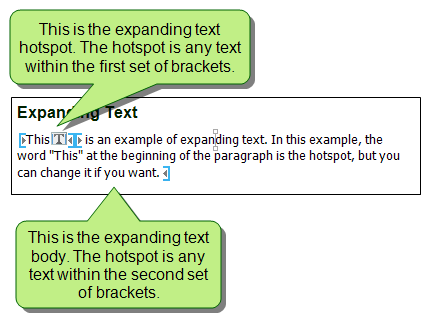 This is the expanding text
hotspot. The hotspot is any text
within the first set of brackets.
Expanding Text
This T is an example of expanding text. In this example, the
word "This" at the beginning of the paragraph is the hotspot, but you
can change it if you want.
This is the expanding text
body. The hotspot is any
text within the second set
of brackets.